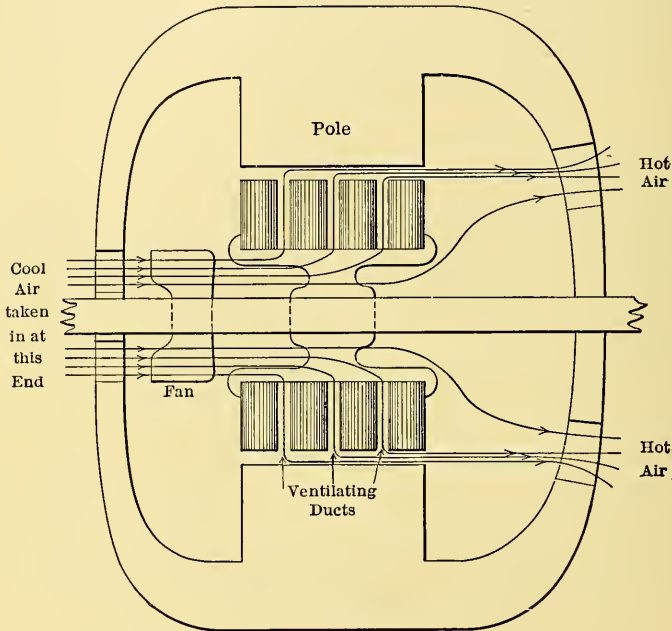 Pole
Hot
Air
Cool
Air
taken
in at
this
End
Fan
Hot
Air
Ventilating
Ducts